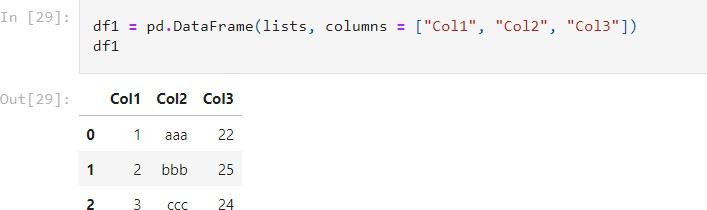 In [29]: df1 = pd.DataFrame(lists, columns = ["Col1", "Col2", "Col3"])
df1
Out[29]:
Col1 Col2 Col3
0 1 aaa 22
1 2 bbb 25
2 3 ccc 24